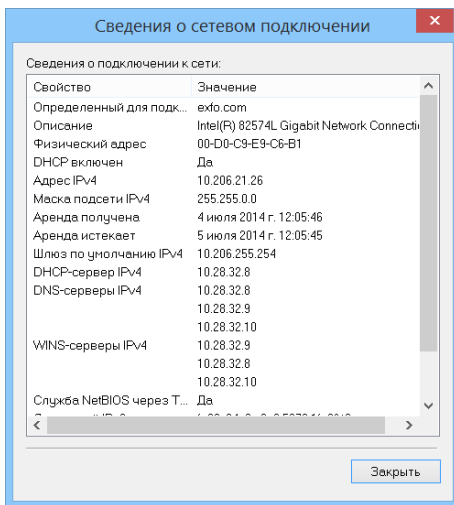 Сведения о сетевом подключении
Сведения о подключении к сети:
Свойство Значение
Определенный для подк... exfo.com
Описание Intel(R) 82574L Gigabit Network Connecti
Физический адрес 00-D0-C9-E9-C6-B1
DHCP включен Да
Адрес IPv4 10.206.21.26
Маска подсети IPv4 255.255.0.0
Аренда получена 4 июля 2014 г. 12:05:46
Аренда истекает 5 июля 2014 г. 12:05:45
Шлюз по умолчанию IPv4 10.206.255.254
DHCP-сервер IPv4 10.28.32.8
DNS-серверы IPv4 10.28.32.8
10.28.32.9
10.28.32.10
WINS-серверы IPv4 10.28.32.9
10.28.32.8
10.28.32.10
Служба NetBIOS через T... Да
Закрыть